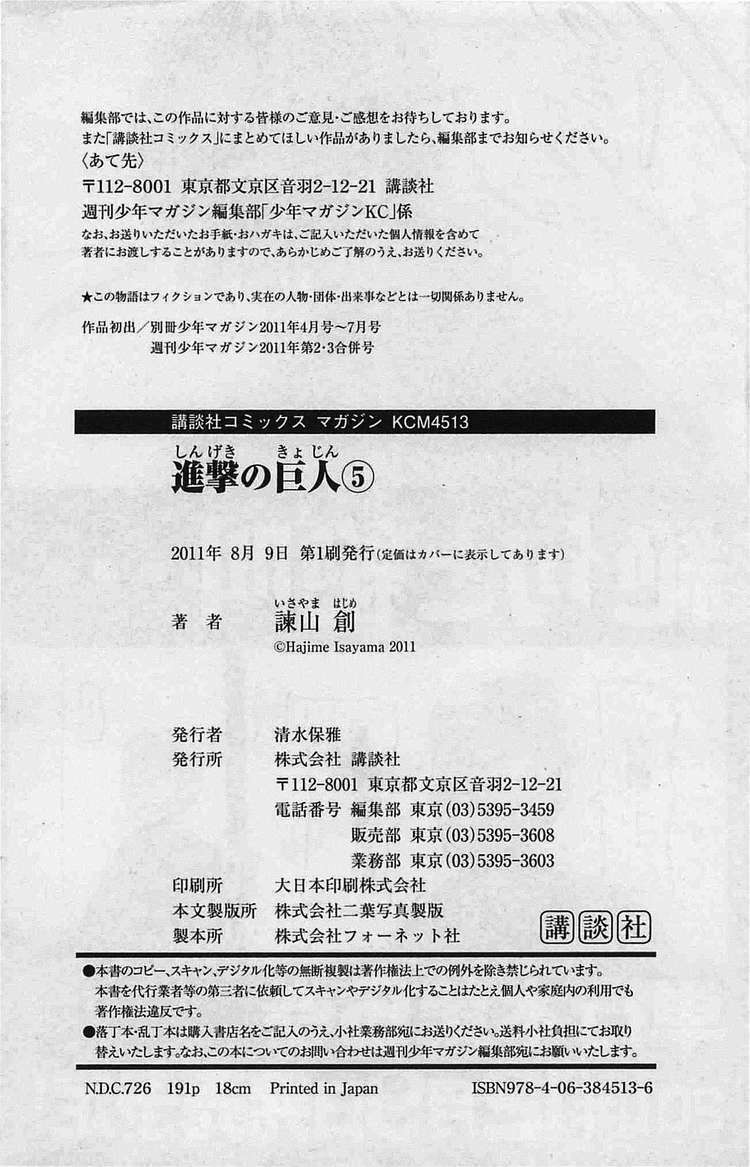 編集部では、この作品に対する皆様のご意見・ご感想をお待ちしております。
また「講談社コミックス」にまとめてほしい作品がありましたら、編集部までお知らせください。
〈あて先〉
〒112-8001 東京都文京区音羽2-12-21 講談社
週刊少年マガジン編集部「少年マガジンKC」係
なお、お送りいただいたお手紙・おハガキは、ご記入いただいた個人情報を含めて
著者にお渡しすることがありますので、あらかじめご了解のうえ、お送りください。
★この物語はフィクションであり、実在の人物・団体・出来事などとは一切関係ありません。
作品初出／別冊少年マガジン2011年4月号〜7月号
週刊少年マガジン2011年第2・3合併号
講談社コミックス マガジン KCM4513
しんげき きょじん
進撃の巨人⑤
2011年 8月 9日 第1刷発行(定価はカバーに表示してあります)
いさやま はじめ
著 者 諫山 創
©Hajime Isayama 2011
発行者 清水保雅
発行所 株式会社 講談社
〒112-8001 東京都文京区音羽2-12-21
電話番号 編集部 東京(03)5395-3459
販売部 東京(03)5395-3608
業務部 東京(03)5395-3603
印刷所 大日本印刷株式会社
本文製版所 株式会社二葉写真製版
製本所 株式会社フォーネット社
講談社
●本書のコピー、スキャン、デジタル化等の無断複製は著作権法上での例外を除き禁じられています。
本書を代行業者等の第三者に依頼してスキャンやデジタル化することはたとえ個人や家庭内の利用でも
著作権法違反です。
●落丁本・乱丁本は購入書店名をご記入のうえ、小社業務部宛にお送りください。送料小社負担にてお取り
替えいたします。なお、この本についてのお問い合わせは週刊少年マガジン編集部宛にお願いいたします。
N.D.C.726 191p 18cm Printed in Japan ISBN978-4-06-384513-6